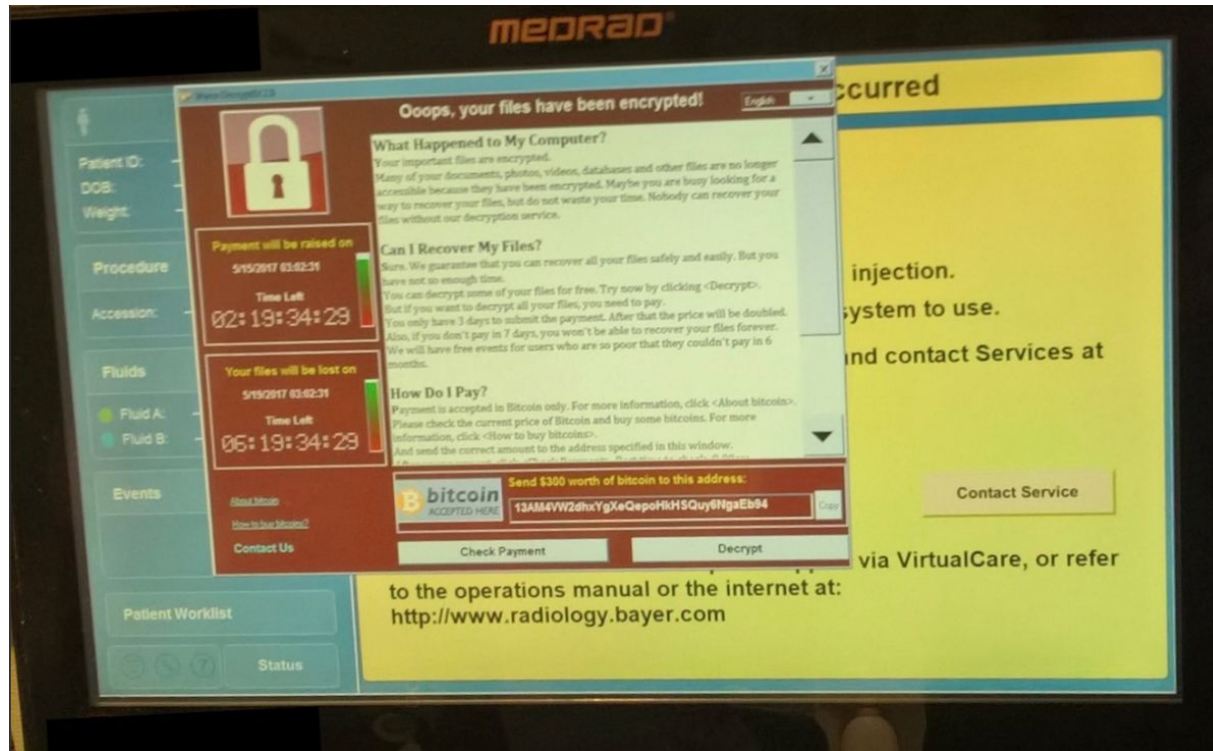 MEDRAD
Wana Decrypt0r 2.0
Ooops, your files have been encrypted!
English
ccurred
Patient ID:
DOB:
Weight:
Procedure
Accession:
Fluids
Fluid A:
Fluid B:
Events
Patient Worklist
Status
Payment will be raised on
5/15/2017 03:02:31
Time Left
02:19:34:29
Your files will be lost on
5/19/2017 03:02:31
Time Left
06:19:34:29
About bitcoin
How to buy bitcoins?
Contact Us
What Happened to My Computer?
Your important files are encrypted.
Many of your documents, photos, videos, databases and other files are no longer
accessible because they have been encrypted. Maybe you are busy looking for a
way to recover your files, but do not waste your time. Nobody can recover your
files without our decryption service.
Can I Recover My Files?
Sure. We guarantee that you can recover all your files safely and easily. But you
have not so enough time.
You can decrypt some of your files for free. Try now by clicking <Decrypt>.
But if you want to decrypt all your files, you need to pay.
You only have 3 days to submit the payment. After that the price will be doubled.
Also, if you don't pay in 7 days, you won't be able to recover your files forever.
We will have free events for users who are so poor that they couldn't pay in 6
months.
How Do I Pay?
Payment is accepted in Bitcoin only. For more information, click <About bitcoin>.
Please check the current price of Bitcoin and buy some bitcoins. For more
information, click <How to buy bitcoins>.
And send the correct amount to the address specified in this window.
bitcoin
ACCEPTED HERE
Send $300 worth of bitcoin to this address:
13AM4VW2dhxYgXeQepoHkHSQuy6NgaEb94
Copy
Check Payment
Decrypt
injection.
system to use.
and contact Services at
Contact Service
via VirtualCare, or refer
to the operations manual or the internet at:
http://www.radiology.bayer.com